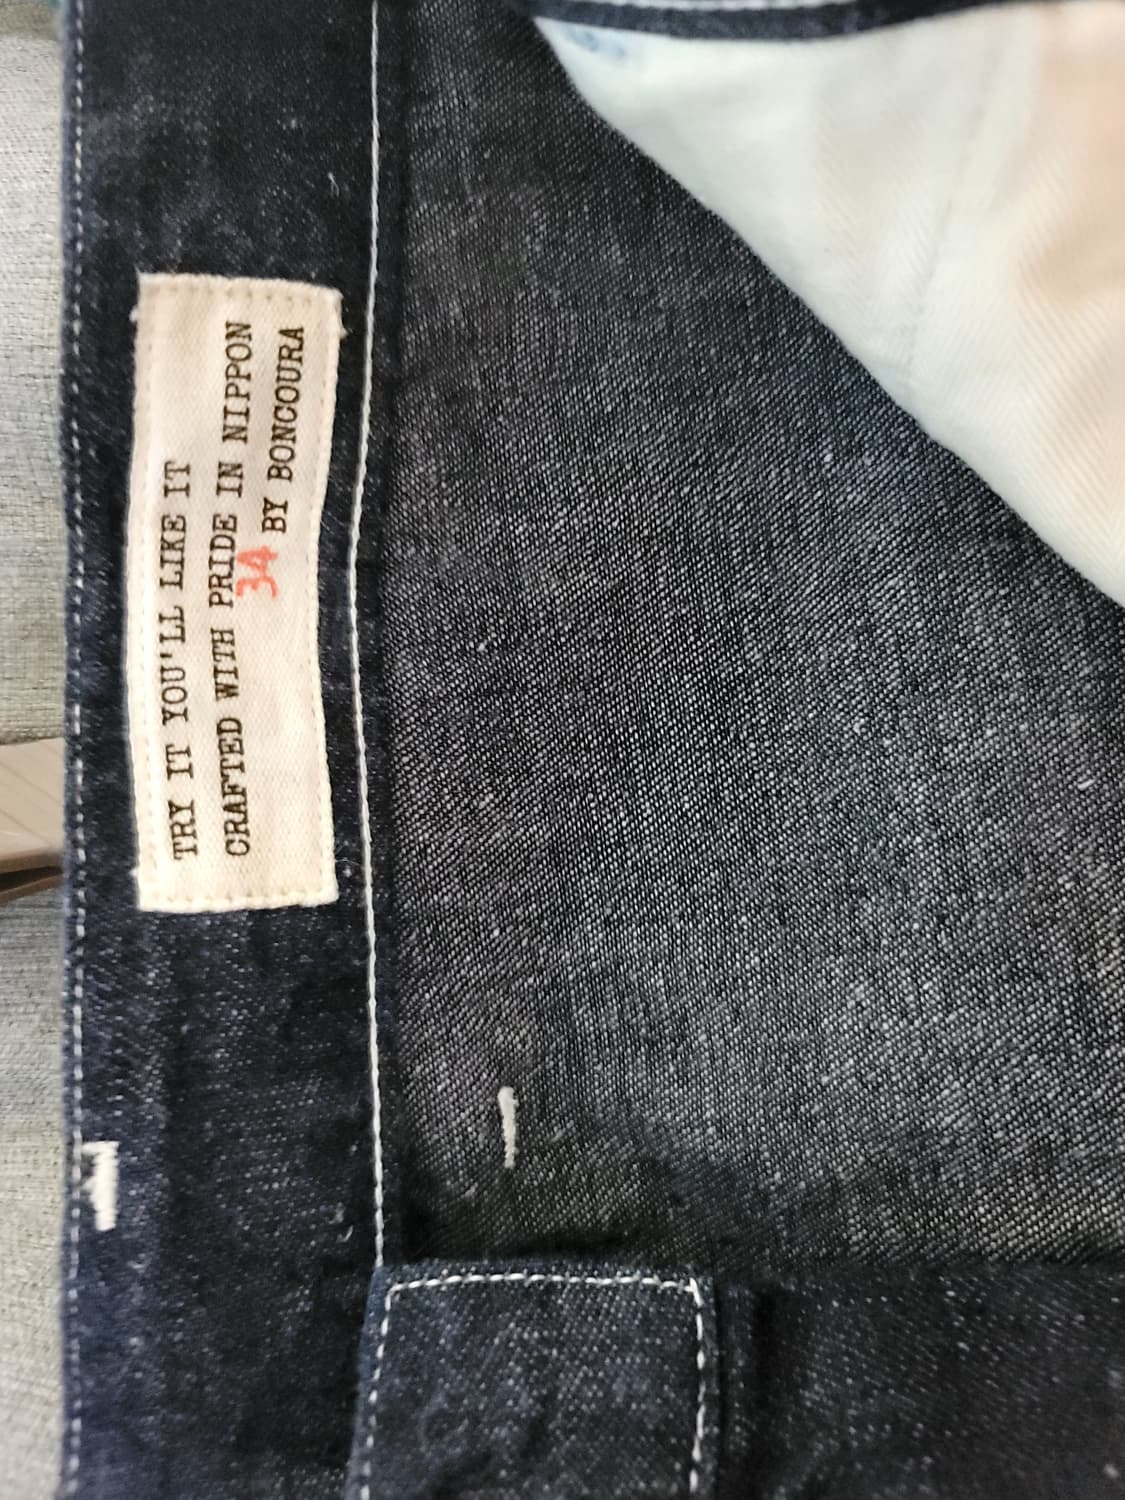 TRY IT YOU'LL LIKE IT
CRAFTED WITH PRIDE IN NIPPON
34 BY BONCOURA